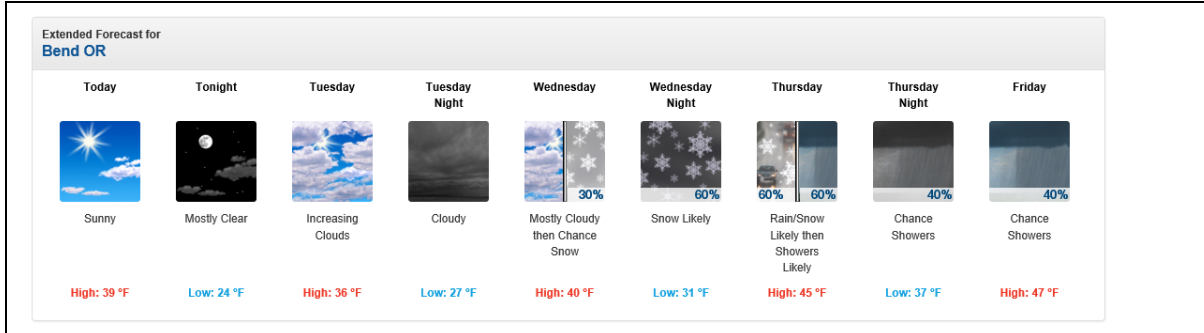 Extended Forecast for
Bend OR
Today
Tonight
Tuesday
Tuesday
Night
Wednesday
Wednesday
Night
Thursday
Thursday
Night
Friday
30%
60%
60% 60%
40%
40%
Sunny
Mostly Clear
Increasing
Clouds
Cloudy
Mostly Cloudy
then Chance
Snow
Snow Likely
Rain/Snow
Likely then
Showers
Likely
Chance
Showers
Chance
Showers
High: 39 °F
Low: 24 °F
High: 36 °F
Low: 27 °F
High: 40 °F
Low: 31 °F
High: 45 °F
Low: 37 °F
High: 47 °F